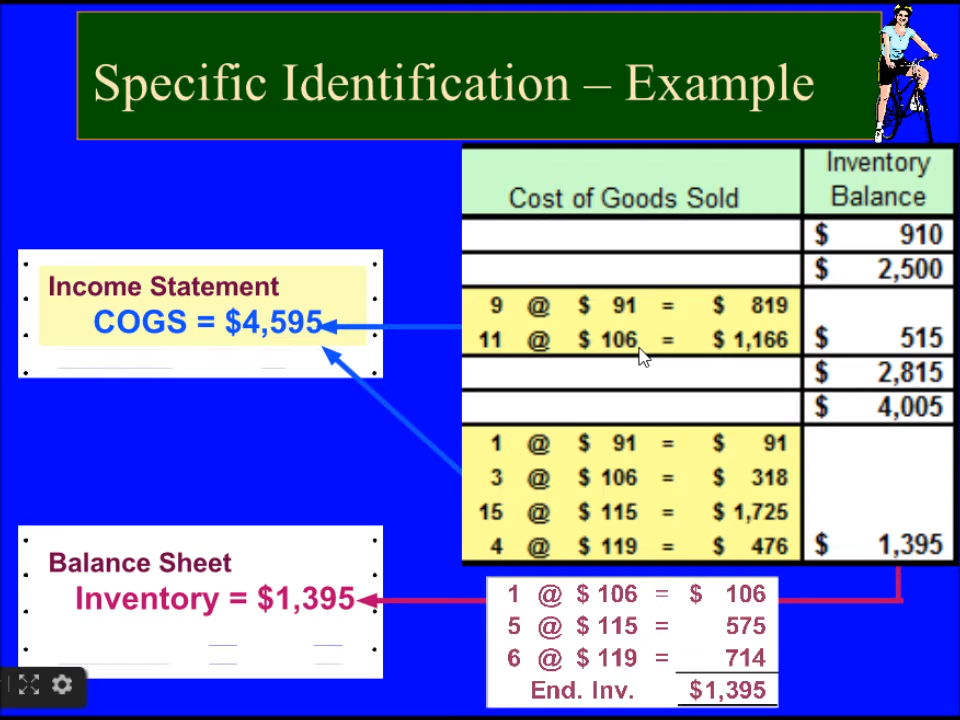 Specific Identification – Example
Cost of Goods Sold
Inventory
Balance
$ 910
$ 2,500
9 @ $ 91 = $ 819
11 @ $ 106 = $ 1,166 $ 515
$ 2,815
$ 4,005
1 @ $ 91 = $ 91
3 @ $ 106 = $ 318
15 @ $ 115 = $ 1,725
4 @ $ 119 = $ 476 $ 1,395
Income Statement
COGS = $4,595
Balance Sheet
Inventory = $1,395
1 @ $ 106 = $ 106
5 @ $ 115 = 575
6 @ $ 119 = 714
End. Inv. $1,395